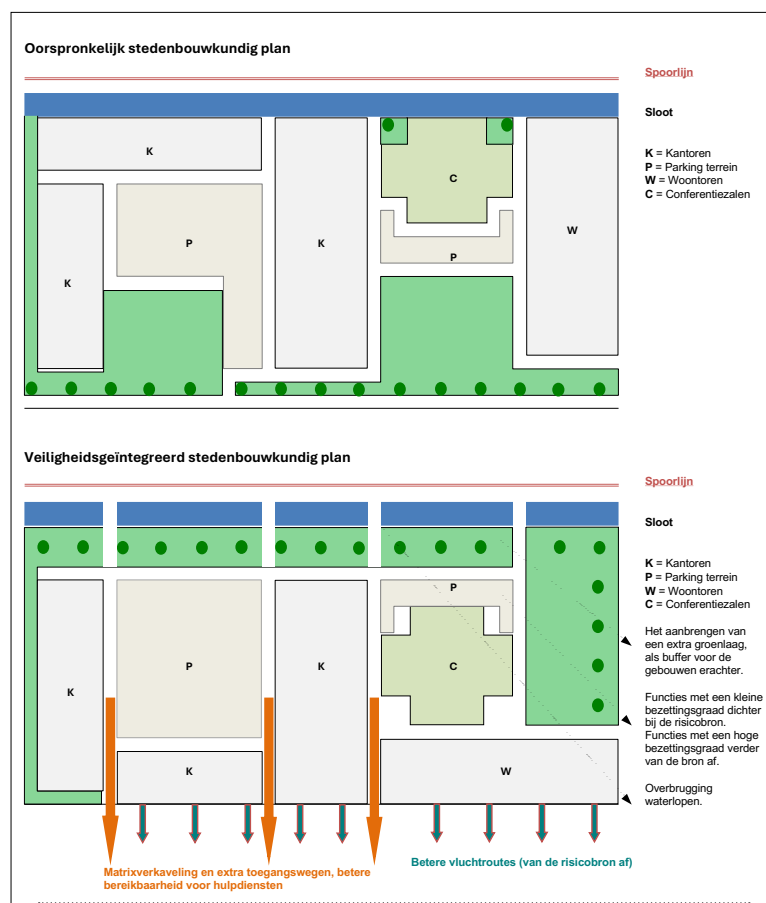 Oorspronkelijk stedenbouwkundig plan
Spoorlijn
Sloot
K = Kantoren
P = Parking terrein
W = Woontoren
C = Conferentiezalen
K
C
P
K
W
K
P
Veiligheidsgeïntegreerd stedenbouwkundig plan
Spoorlijn
Sloot
K = Kantoren
P = Parking terrein
W = Woontoren
C = Conferentiezalen
P
Het aanbrengen van
een extra groenlaag,
als buffer voor de
gebouwen erachter.
K
P
K
C
Functies met een kleine
bezettingsgraad dichter
bij de risicobron.
Functies met een hoge
bezettingsgraad verder
van de bron af.
K
W
Overbrugging
waterlopen.
Betere vluchtroutes (van de risicobron af)
Matrixverkaveling en extra toegangswegen, betere
bereikbaarheid voor hulpdiensten